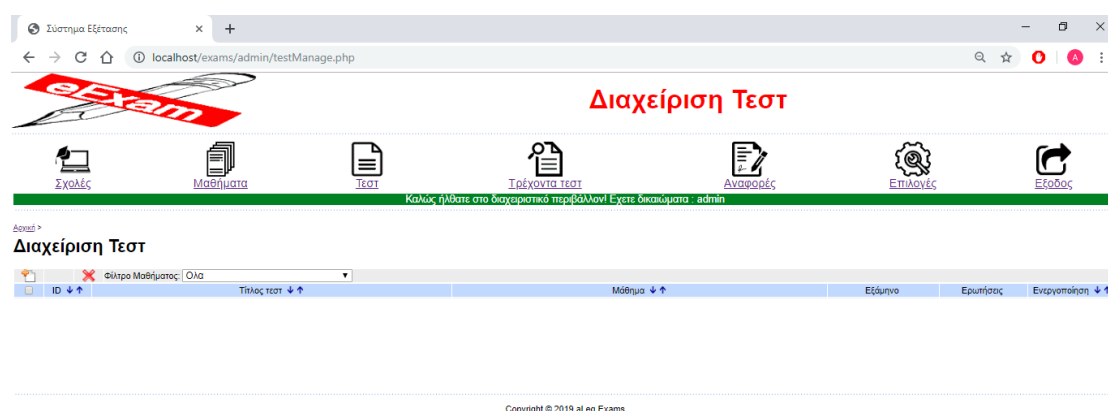 Σύστημα Εξέτασης
localhost/exams/admin/testManage.php
A
eExam
Διαχείριση Τεστ
Σχολές Μαθήματα Τεστ Τρέχοντα τεστ Αναφορές Επιλογές Εξοδος
Καλώς ήλθατε στο διαχειριστικό περιβάλλον! Εχετε δικαιώματα : admin
Αρχική >
Διαχείριση Τεστ
Φίλτρο Μαθήματος: Ολα
ID Τίτλος τεστ Μάθημα Εξάμηνο Ερωτήσεις Ενεργοποίηση
Copyright © 2019 aLeg Exams